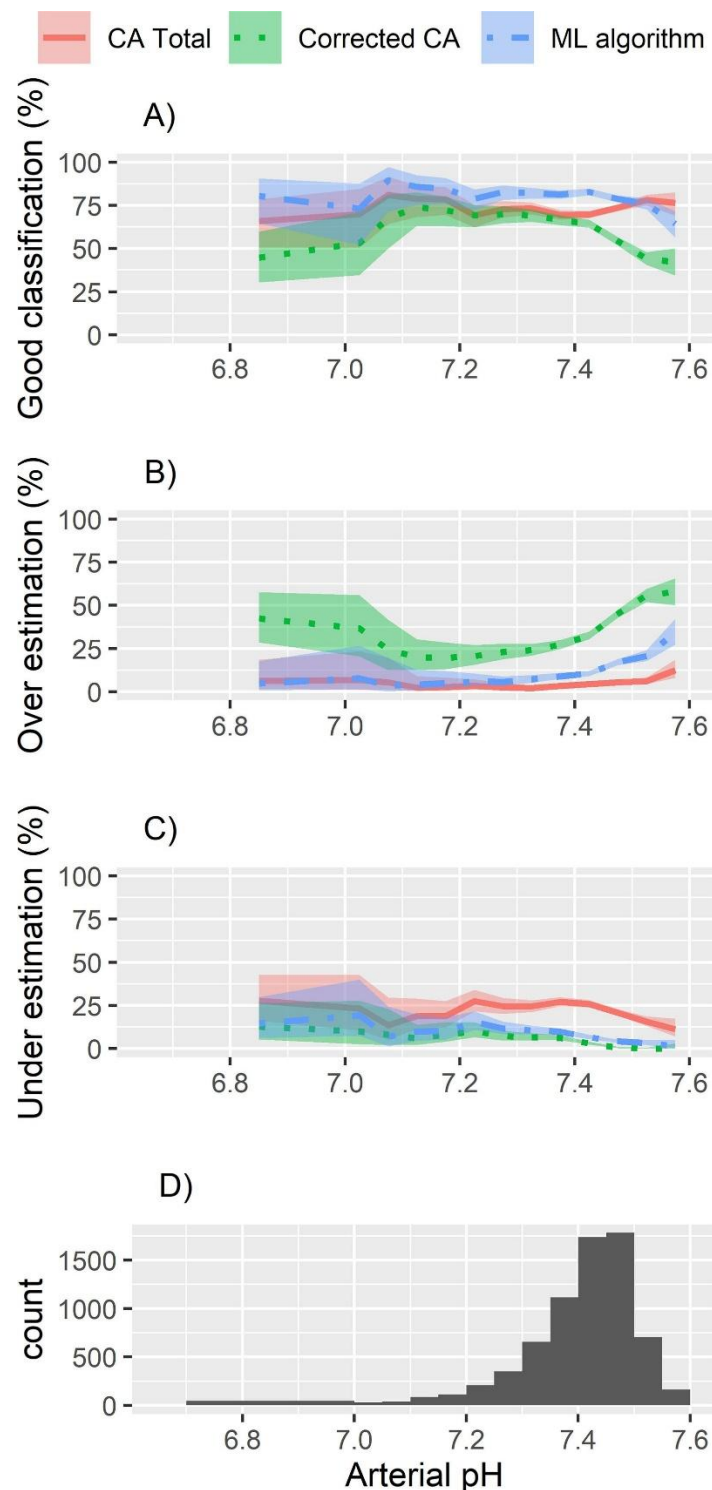 CA Total Corrected CA ML algorithm
A)
Good classification (%)
100
75
50
25
0
6.8 7.0 7.2 7.4 7.6
B)
Over estimation (%)
100
75
50
25
0
6.8 7.0 7.2 7.4 7.6
C)
Under estimation (%)
100
75
50
25
0
6.8 7.0 7.2 7.4 7.6
D)
count
1500
1000
500
0
6.8 7.0 7.2 7.4 7.6
Arterial pH